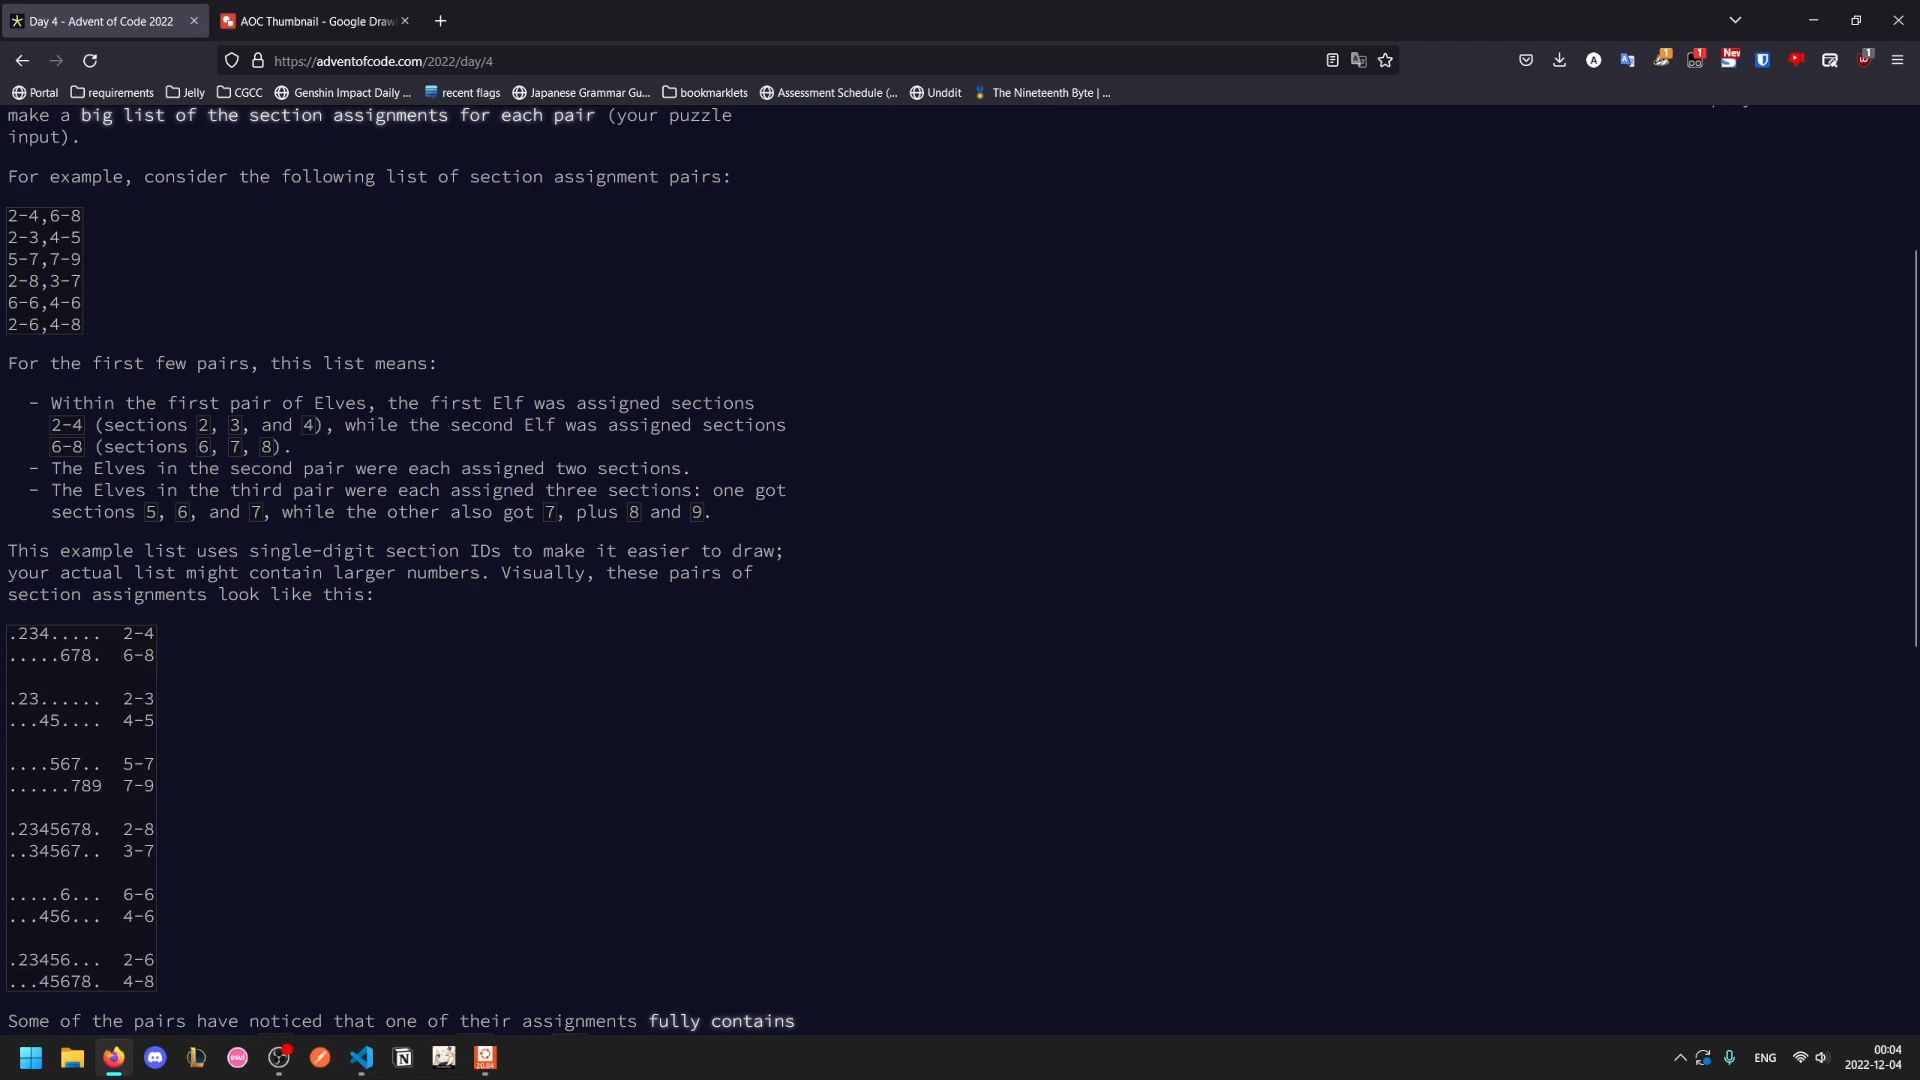 Day 4 - Advent of Code 2022
AOC Thumbnail - Google Draw
https://adventofcode.com/2022/day/4
Portal requirements Jelly CGCC Genshin Impact Daily ... recent flags Japanese Grammar Gu... bookmarklets Assessment Schedule (... Unddit The Nineteenth Byte | ...
make a big list of the section assignments for each pair (your puzzle
input).
For example, consider the following list of section assignment pairs:
2-4,6-8
2-3,4-5
5-7,7-9
2-8,3-7
6-6,4-6
2-6,4-8
For the first few pairs, this list means:
- Within the first pair of Elves, the first Elf was assigned sections
2-4 (sections 2, 3, and 4), while the second Elf was assigned sections
6-8 (sections 6, 7, 8).
- The Elves in the second pair were each assigned two sections.
- The Elves in the third pair were each assigned three sections: one got
sections 5, 6, and 7, while the other also got 7, plus 8 and 9.
This example list uses single-digit section IDs to make it easier to draw;
your actual list might contain larger numbers. Visually, these pairs of
section assignments look like this:
.234..... 2-4
.....678. 6-8
.23...... 2-3
...45.... 4-5
....567.. 5-7
......789 7-9
.2345678. 2-8
..34567.. 3-7
.....6... 6-6
...456... 4-6
.23456... 2-6
...45678. 4-8
Some of the pairs have noticed that one of their assignments fully contains
New
1
1
1
A
osu!
20.04
ENG
00:04
2022-12-04